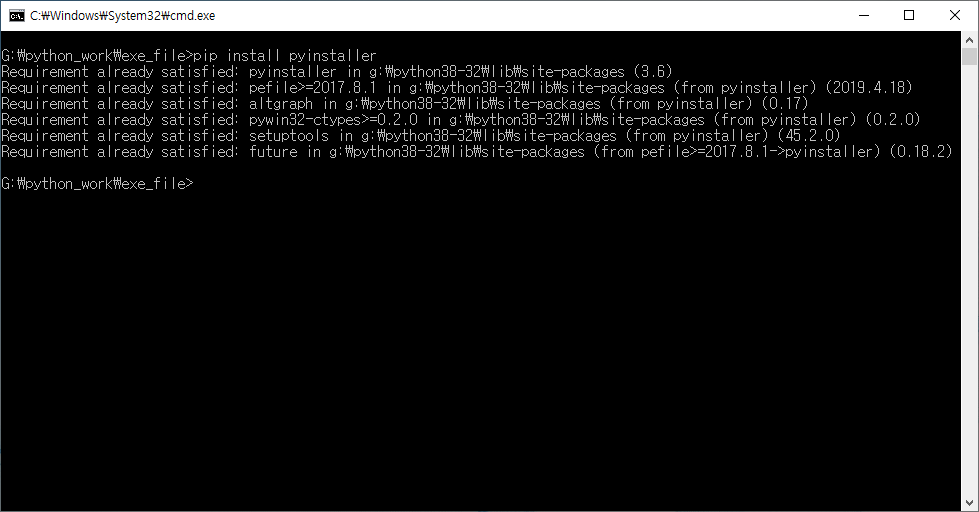 C:₩Windows₩System32₩cmd.exe
G:₩python_work₩exe_file>pip install pyinstaller
Requirement already satisfied: pyinstaller in g:₩python38-32₩lib₩site-packages (3.6)
Requirement already satisfied: pefile>=2017.8.1 in g:₩python38-32₩lib₩site-packages (from pyinstaller) (2019.4.18)
Requirement already satisfied: altgraph in g:₩python38-32₩lib₩site-packages (from pyinstaller) (0.17)
Requirement already satisfied: pywin32-ctypes>=0.2.0 in g:₩python38-32₩lib₩site-packages (from pyinstaller) (0.2.0)
Requirement already satisfied: setuptools in g:₩python38-32₩lib₩site-packages (from pyinstaller) (45.2.0)
Requirement already satisfied: future in g:₩python38-32₩lib₩site-packages (from pefile>=2017.8.1->pyinstaller) (0.18.2)
G:₩python_work₩exe_file>